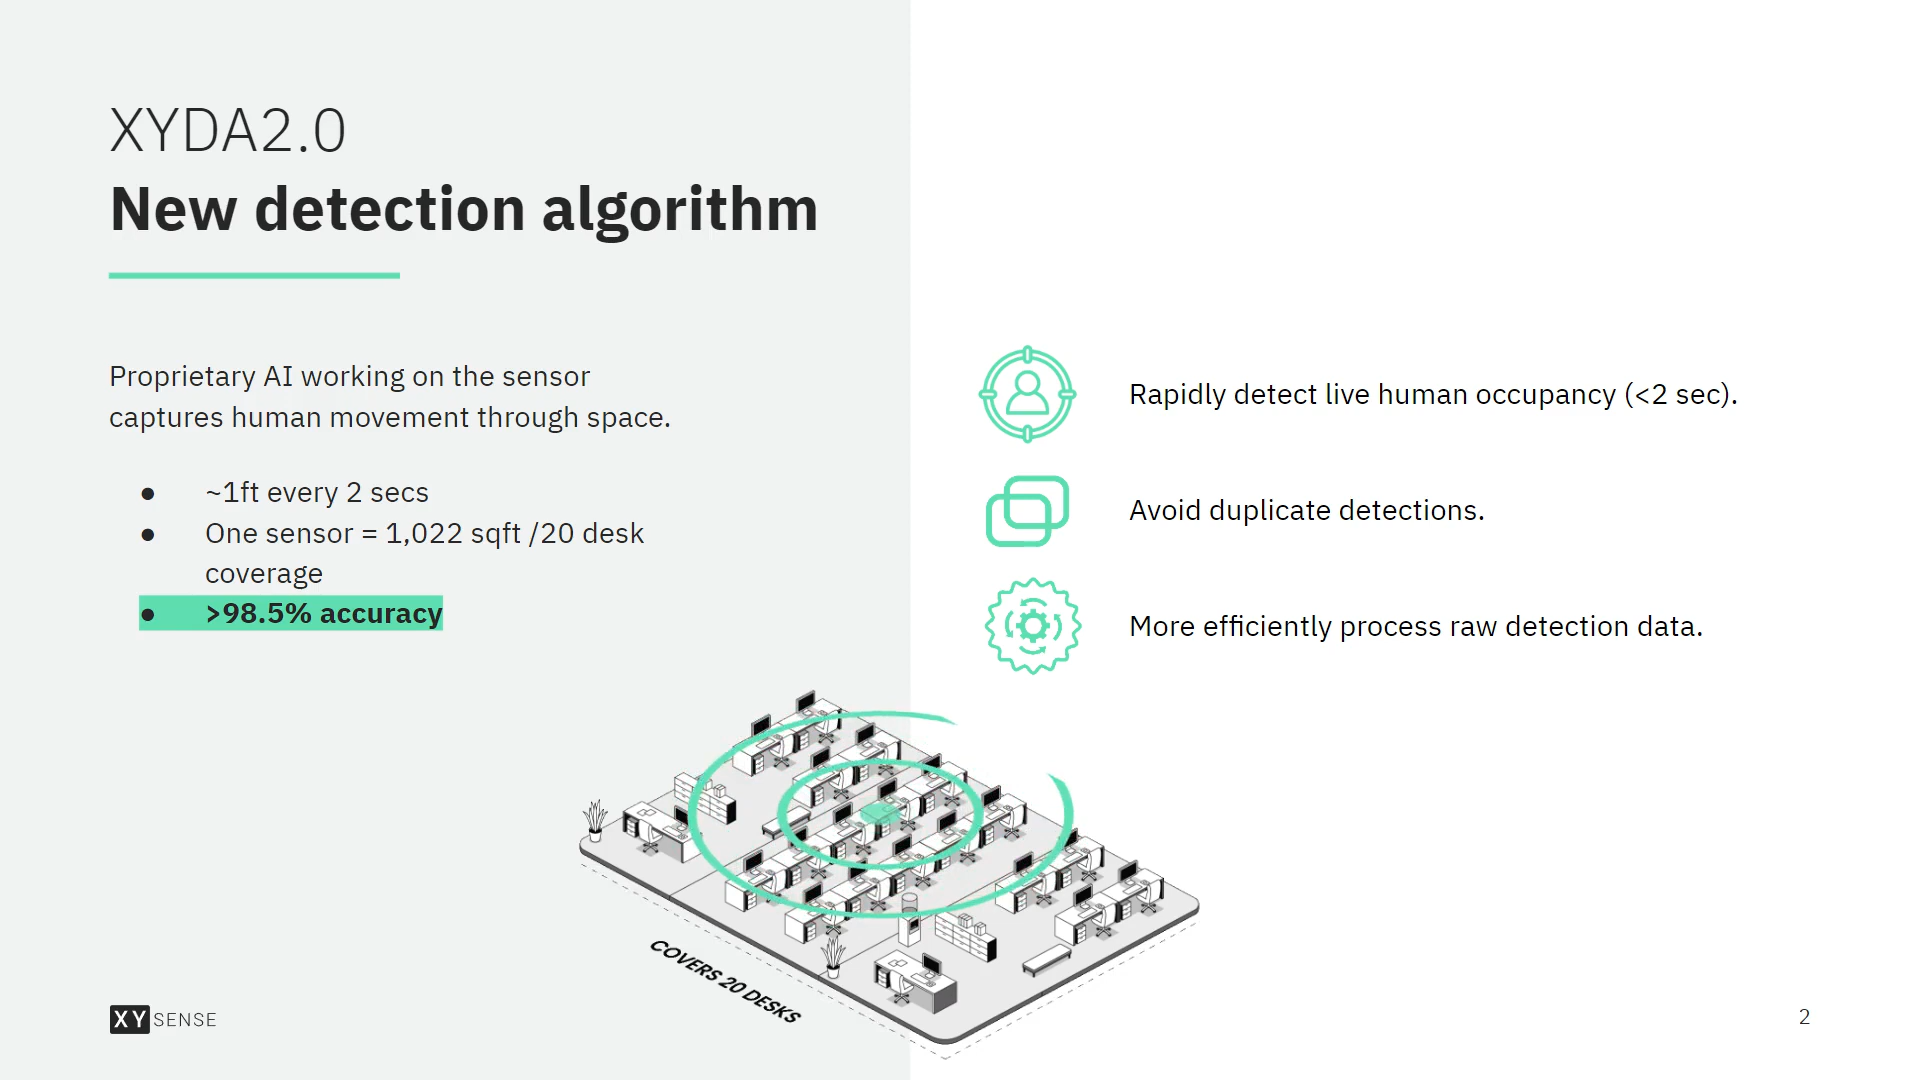 XYDA2.0
New detection algorithm
Proprietary AI working on the sensor
captures human movement through space.
● ~1ft every 2 secs
● One sensor = 1,022 sqft /20 desk
coverage
● >98.5% accuracy
Rapidly detect live human occupancy (<2 sec).
Avoid duplicate detections.
More efficiently process raw detection data.
COVERS 20 DESKS
XY SENSE
2